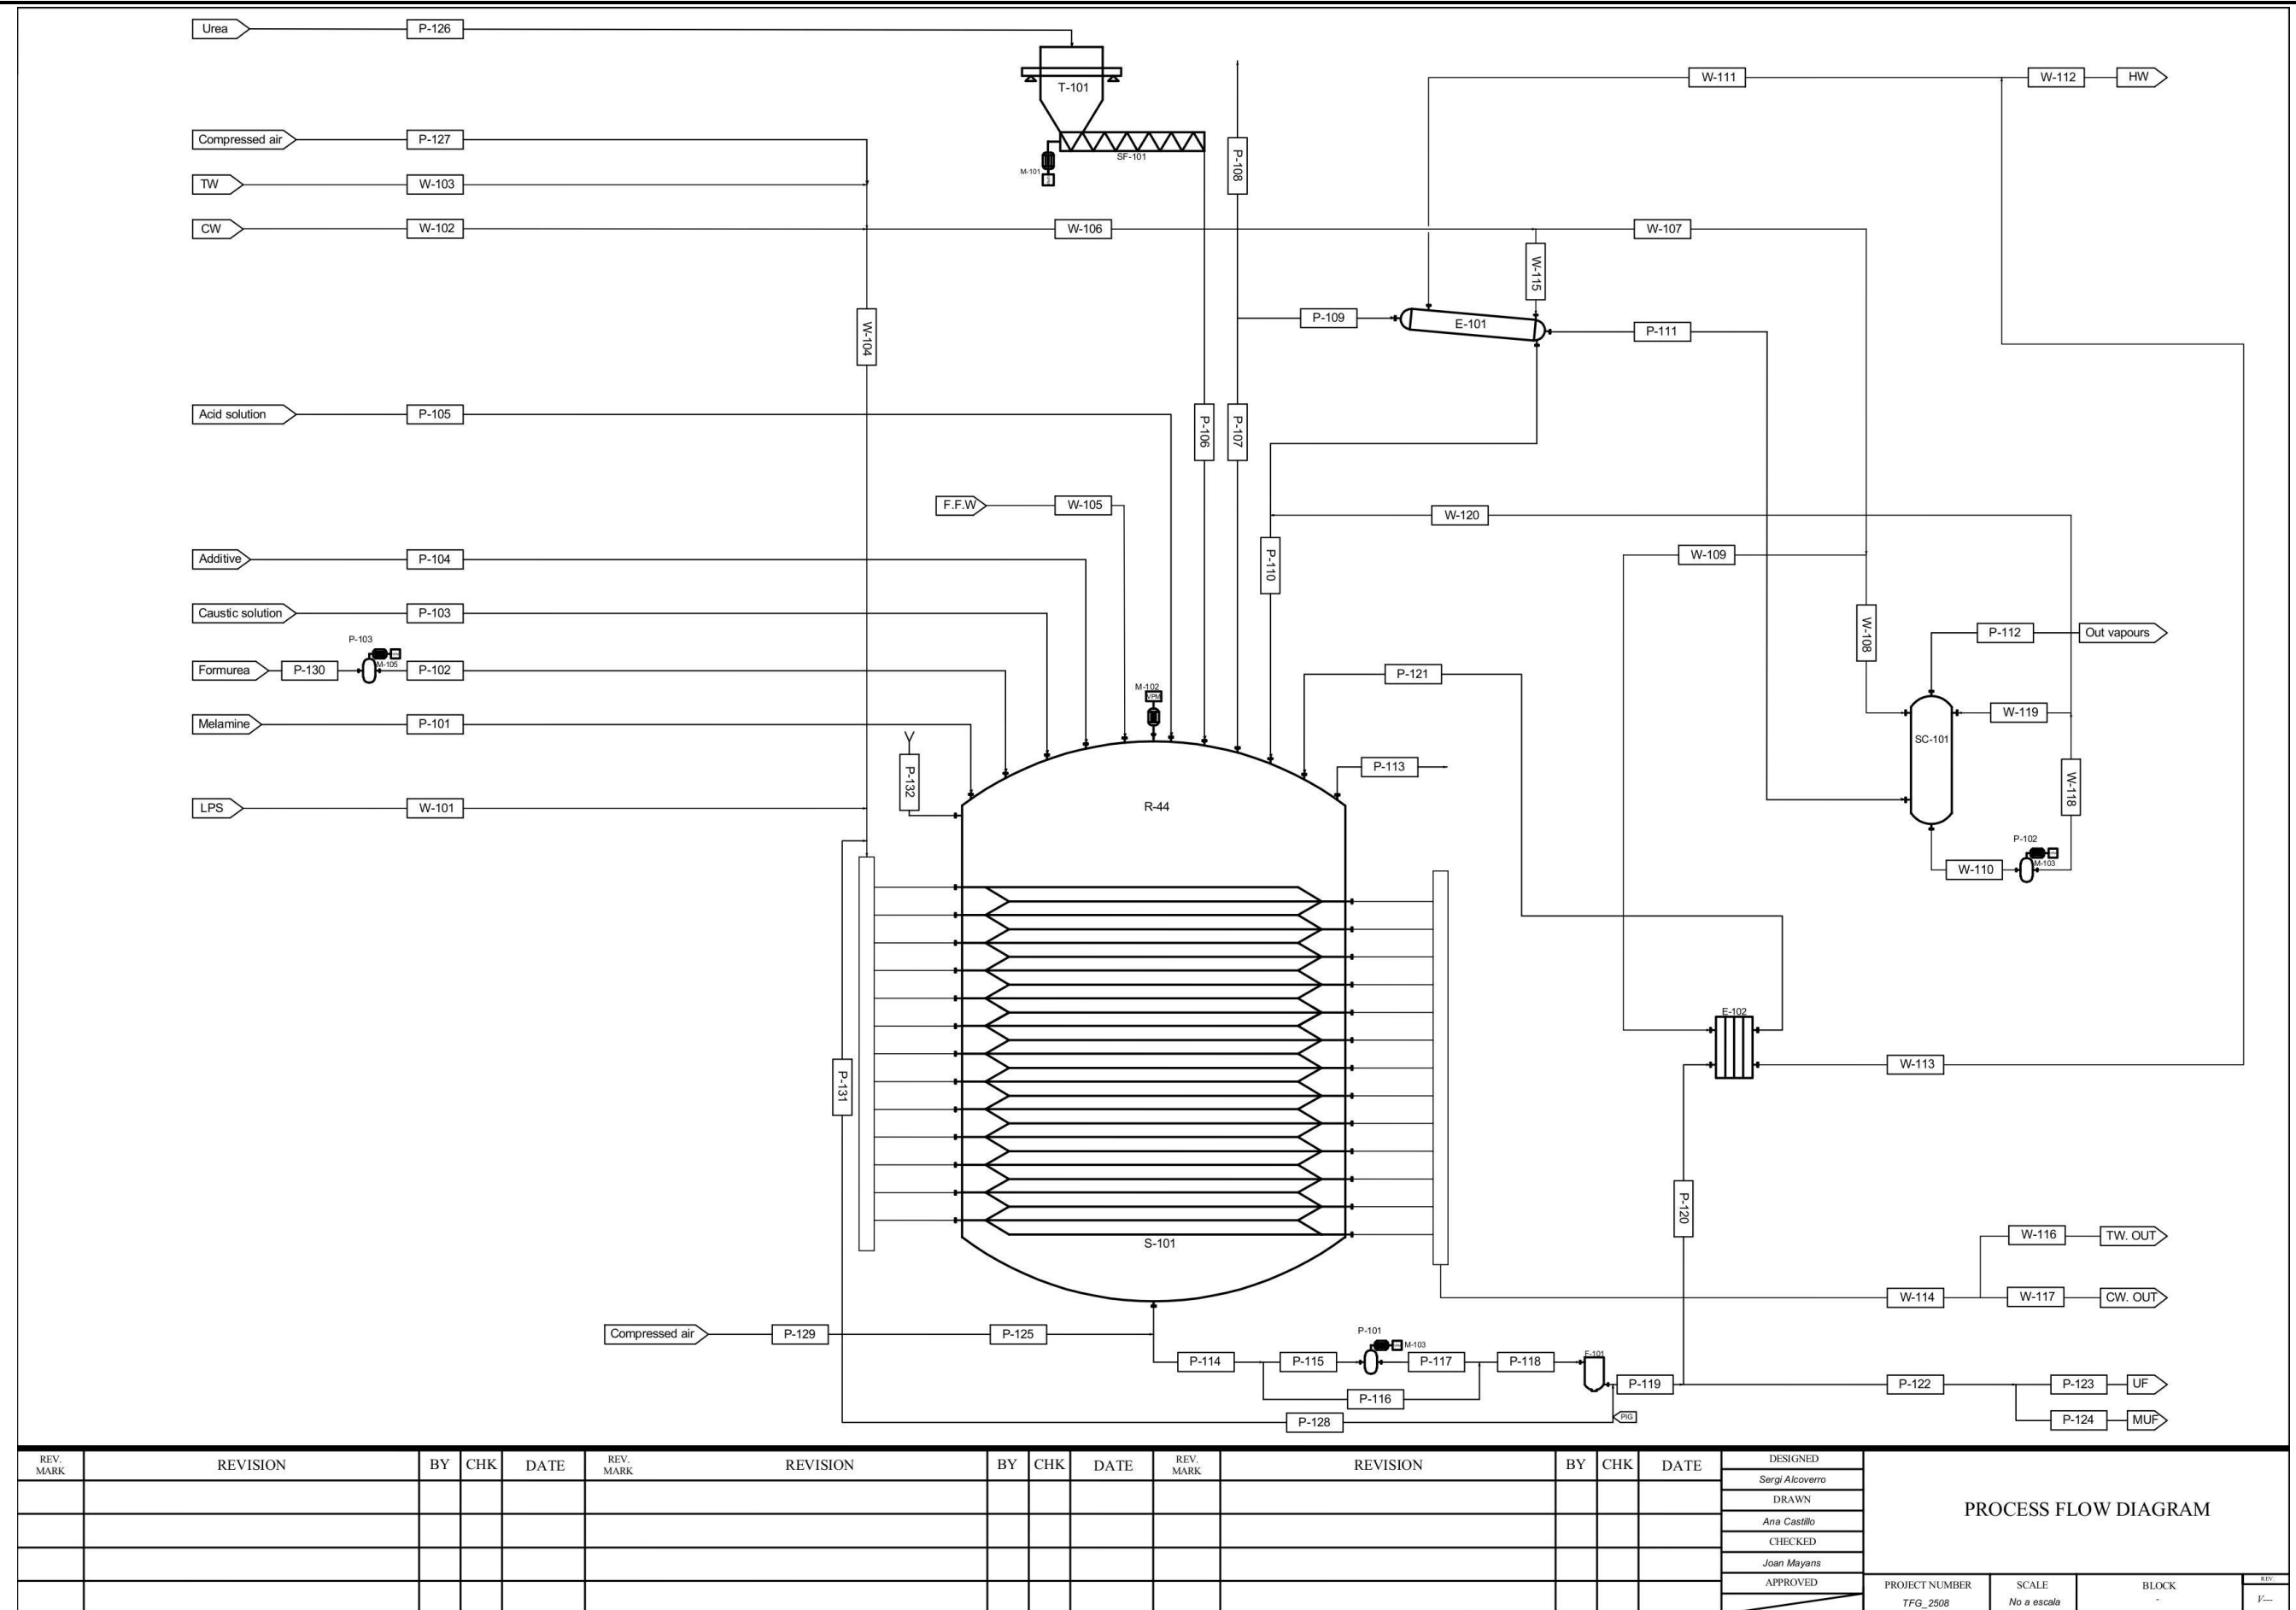 Urea
P-126
T-101
SF-101
M-101
W-111
W-112
HW
Compressed air
P-127
P-108
TW
W-103
CW
W-102
W-106
W-107
W-115
W-104
P-109
E-101
P-111
Acid solution
P-105
P-106
P-107
F.F.W
W-105
W-120
Additive
P-104
P-110
W-109
Caustic solution
P-103
W-108
P-112
Out vapours
P-103
M-105
Formurea
P-130
P-102
P-121
M-102
VPM
Melamine
P-101
W-119
SC-101
P-132
P-113
W-118
LPS
W-101
R-44
P-102
M-103
W-110
E-102
W-113
P-131
P-120
S-101
W-116
TW. OUT
W-114
W-117
CW. OUT
Compressed air
P-129
P-125
P-101
M-103
P-114
P-115
P-117
P-118
F-101
P-116
P-119
P-122
P-123
UF
P-128
PIG
P-124
MUF
REV. MARK
REVISION
BY
CHK
DATE
REV. MARK
REVISION
BY
CHK
DATE
REV. MARK
REVISION
BY
CHK
DATE
DESIGNED
Sergi Alcoverro
DRAWN
Ana Castillo
CHECKED
Joan Mayans
APPROVED
PROCESS FLOW DIAGRAM
PROJECT NUMBER
TFG_2508
SCALE
No a escala
BLOCK
-
REV.